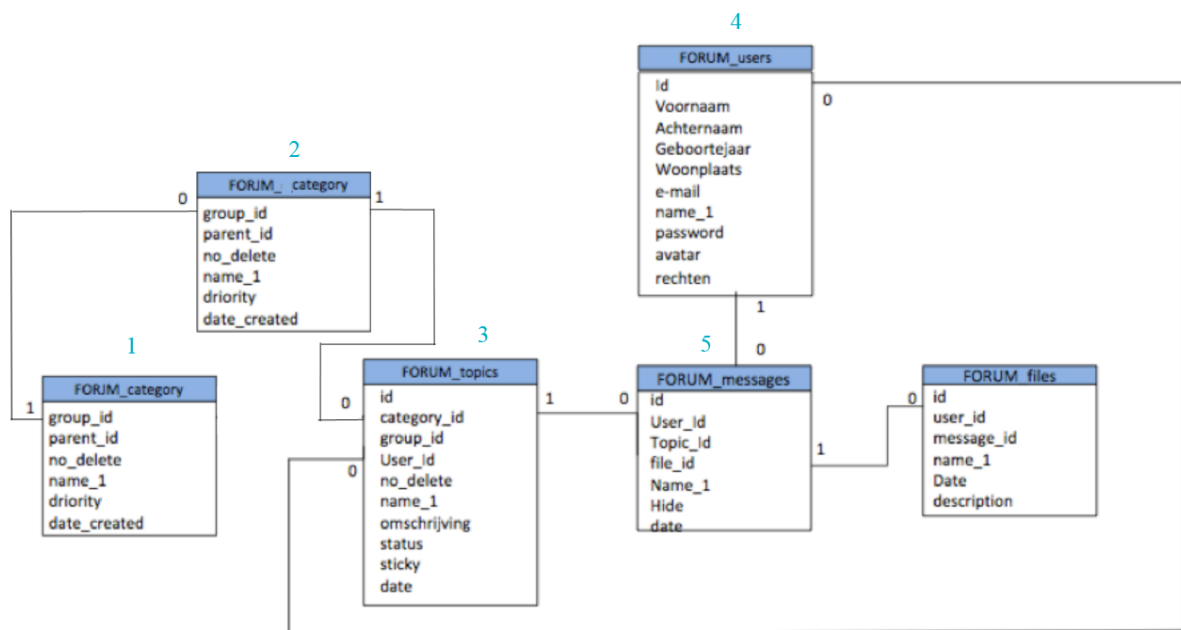 4
FORUM_users
Id
Voornaam
Achternaam
Geboortejaar
Woonplaats
e-mail
name_1
password
avatar
rechten
0
1
2
FORJM_ category
group_id
parent_id
no_delete
name_1
driority
date_created
0
1
1
FORJM_category
group_id
parent_id
no_delete
name_1
driority
date_created
1
3
FORUM_topics
id
category_id
group_id
User_Id
no_delete
name_1
omschrijving
status
sticky
date
0
0
1
5
FORUM_messages
id
User_Id
Topic_Id
file_id
Name_1
Hide
date
0
0
1
FORUM files
id
user_id
message_id
name_1
Date
description
0